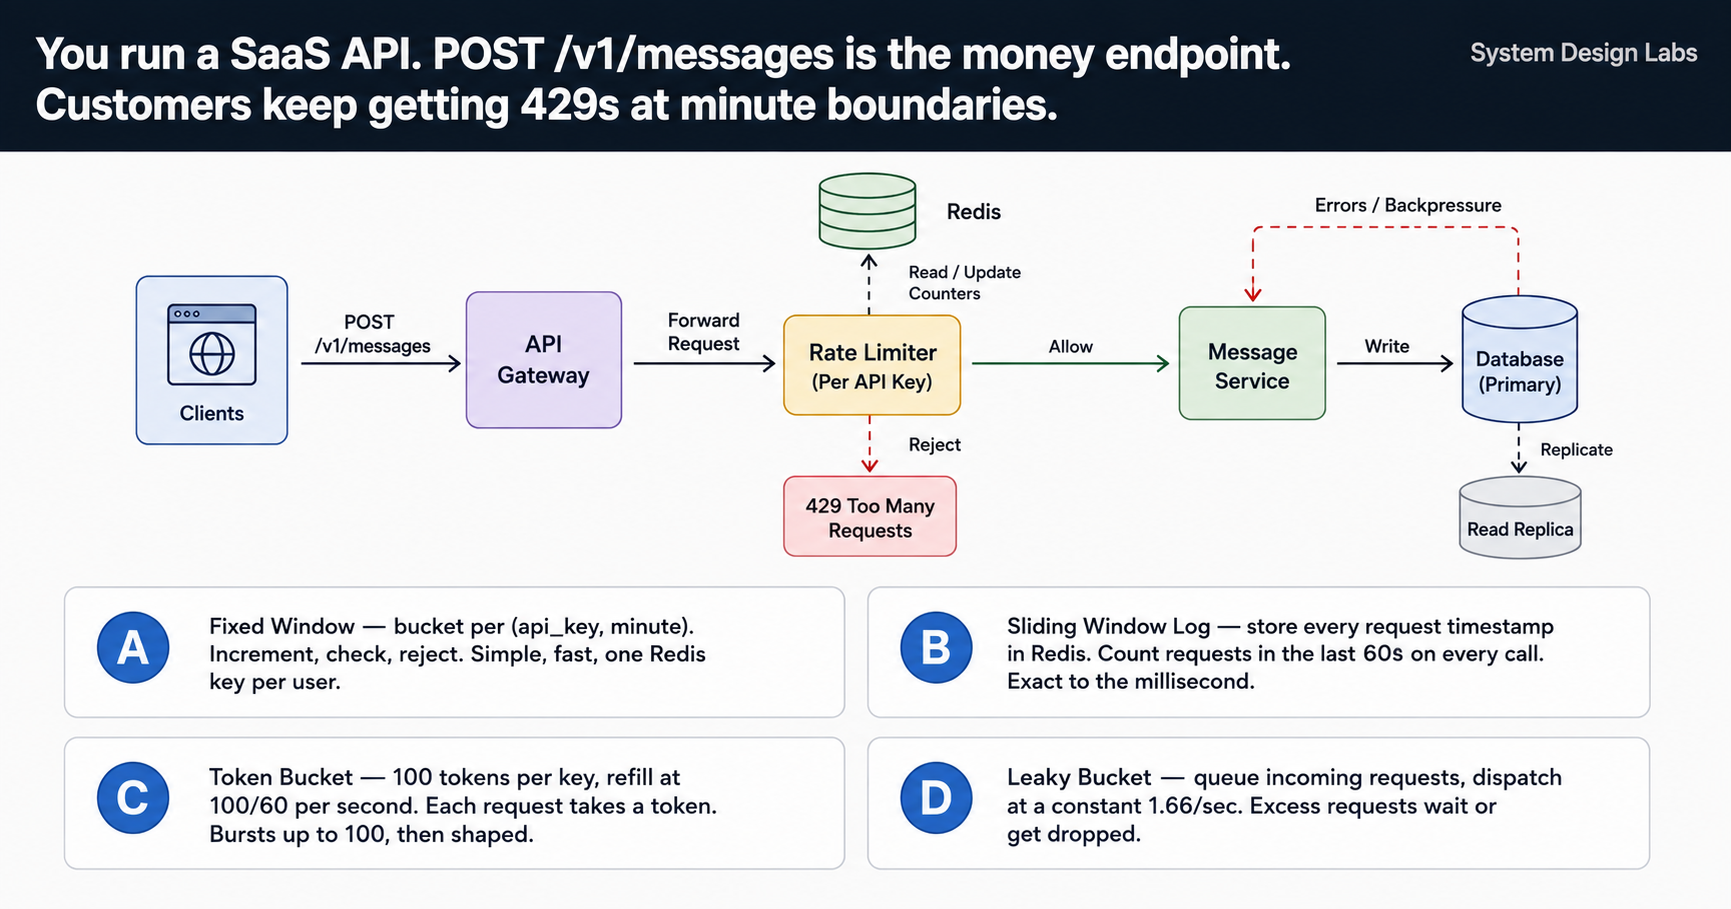 You run a SaaS API. POST /v1/messages is the money endpoint.
Customers keep getting 429s at minute boundaries.
System Design Labs
Redis
Errors / Backpressure
Read / Update
Counters
Clients
POST
/v1/messages
API
Gateway
Forward
Request
Rate Limiter
(Per API Key)
Allow
Message
Service
Write
Database
(Primary)
Reject
Replicate
429 Too Many
Requests
Read Replica
A
Fixed Window — bucket per (api_key, minute).
Increment, check, reject. Simple, fast, one Redis
key per user.
B
Sliding Window Log — store every request timestamp
in Redis. Count requests in the last 60s on every call.
Exact to the millisecond.
C
Token Bucket — 100 tokens per key, refill at
100/60 per second. Each request takes a token.
Bursts up to 100, then shaped.
D
Leaky Bucket — queue incoming requests, dispatch
at a constant 1.66/sec. Excess requests wait or
get dropped.